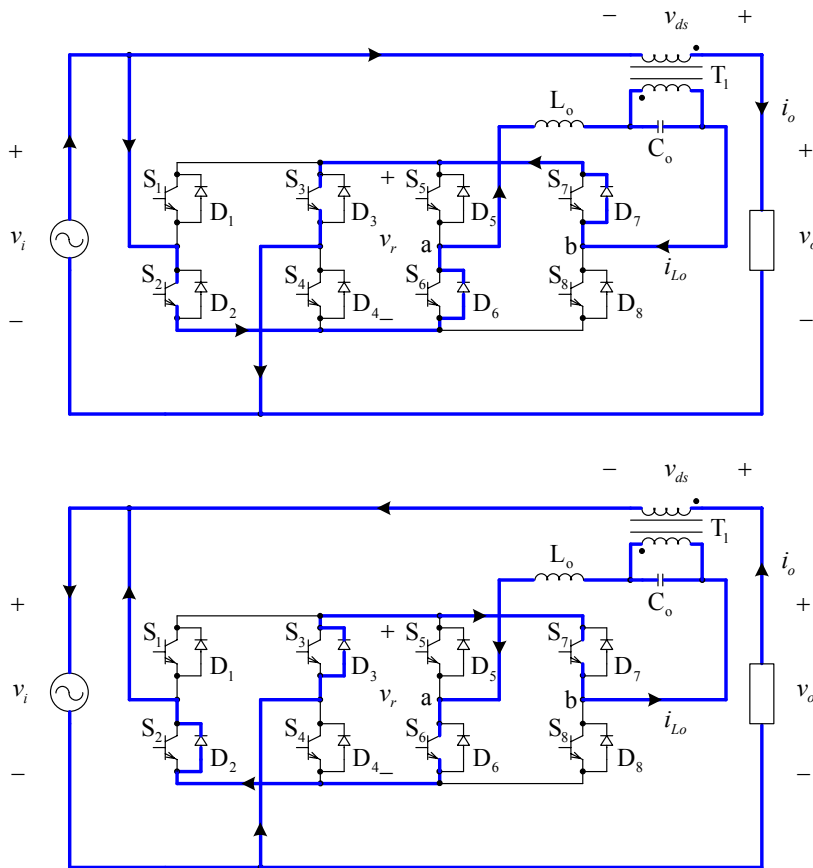 − v_ds +
T_1
L_o
i_o
C_o
+ S_1 S_3 + S_5 S_7 +
D_1 D_3 D_5 D_7
v_i v_r a b v_o
S_2 S_4 S_6 S_8 i_Lo
− D_2 D_4 − D_6 D_8 −
− v_ds +
T_1
L_o
i_o
C_o
+ S_1 S_3 + S_5 S_7 +
D_1 D_3 D_5 D_7
v_i v_r a b v_o
S_2 S_4 S_6 S_8 i_Lo
− D_2 D_4 − D_6 D_8 −